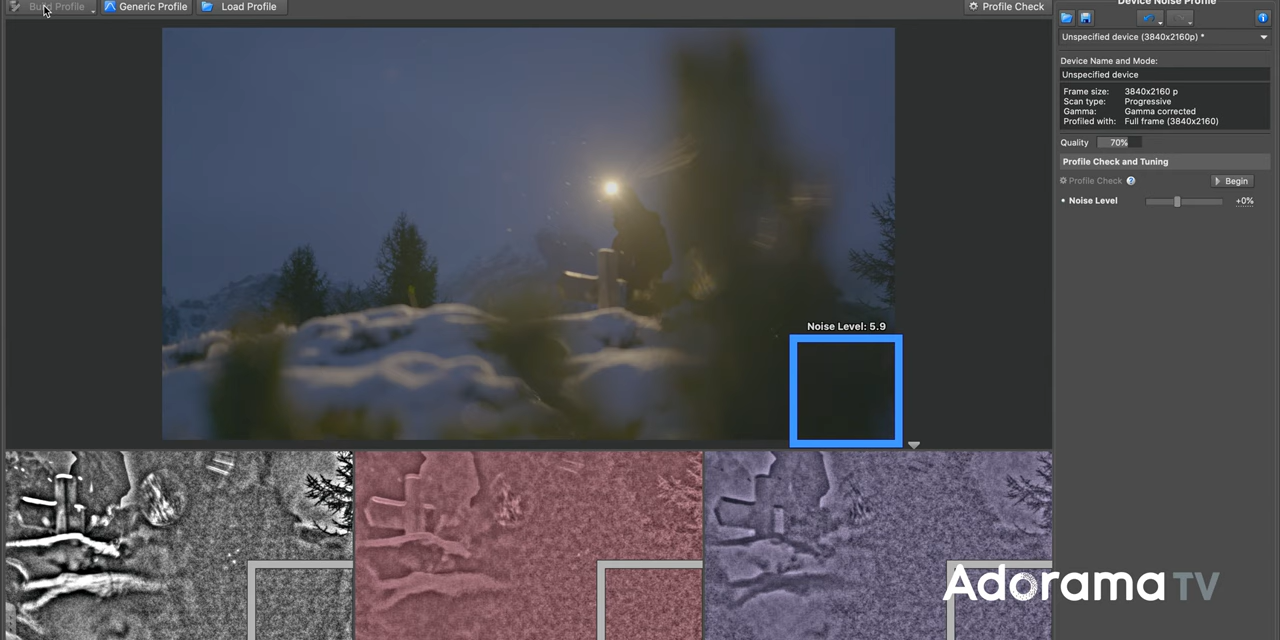 Build Profile
Generic Profile
Load Profile
Profile Check
Device Noise Profile
Unspecified device (3840x2160p) *
Device Name and Mode:
Unspecified device
Frame size: 3840x2160 p
Scan type: Progressive
Gamma: Gamma corrected
Profiled with: Full frame (3840x2160)
Quality 70%
Profile Check and Tuning
Profile Check ? Begin
Noise Level +0%
Noise Level: 5.9
Adorama TV